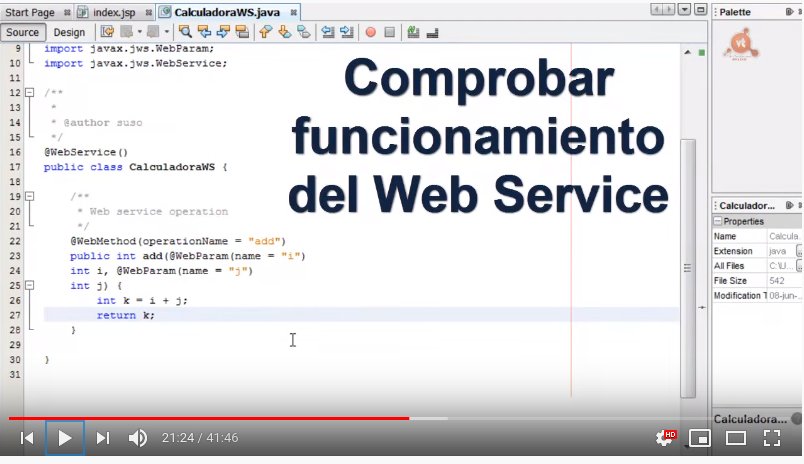 Start Page
index.jsp
CalculadoraWS.java
Palette
Source
Design
9 import javax.jws.WebParam;
10 import javax.jws.WebService;
11
12 /**
13 *
14 * @author suso
15 */
16 @WebService()
17 public class CalculadoraWS {
18
19 /**
20 * Web service operation
21 */
22 @WebMethod(operationName = "add")
23 public int add(@WebParam(name = "i")
24 int i, @WebParam(name = "j")
25 int j) {
26 int k = i + j;
27 return k;
28 }
29
30 }
31
Comprobar
funcionamiento
del Web Service
Calculador...
Properties
Name Calcula...
Extension java
All Files C:\U...
File Size 542
Modification T 08-jun-...
Calculadora...
21:24 / 41:46
HD